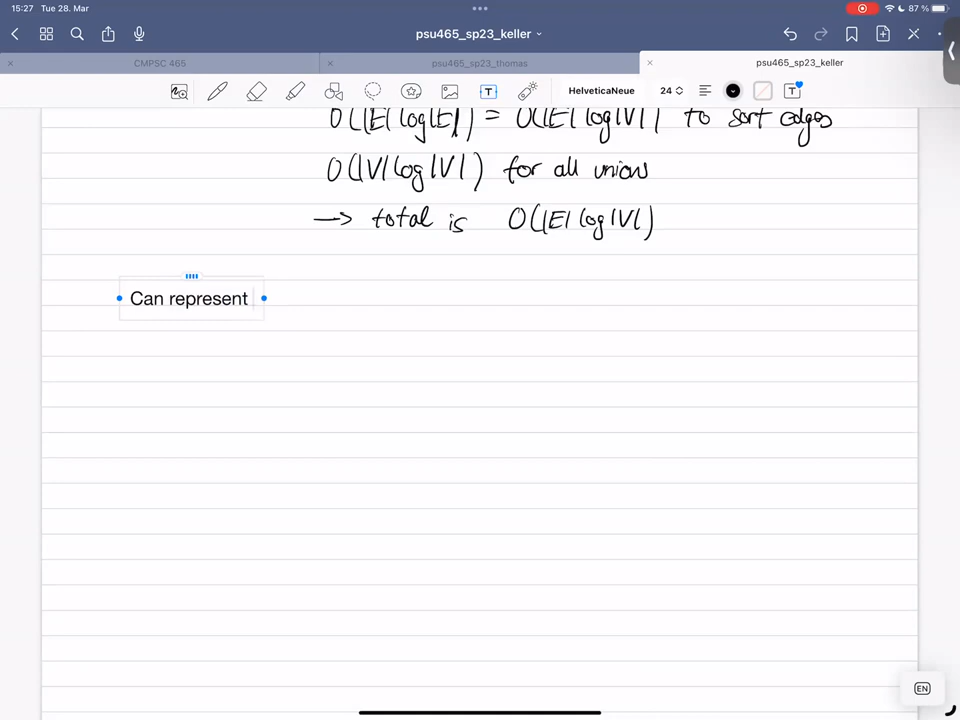 15:27 Tue 28. Mar 87 %
psu465_sp23_keller
CMPSC 465 psu465_sp23_thomas psu465_sp23_keller
HelveticaNeue 24
O(|E| log|E|) = O(|E| log|V|) to sort edges
O(|V| log|V|) for all unions
→ total is O(|E| log|V|)
Can represent
EN